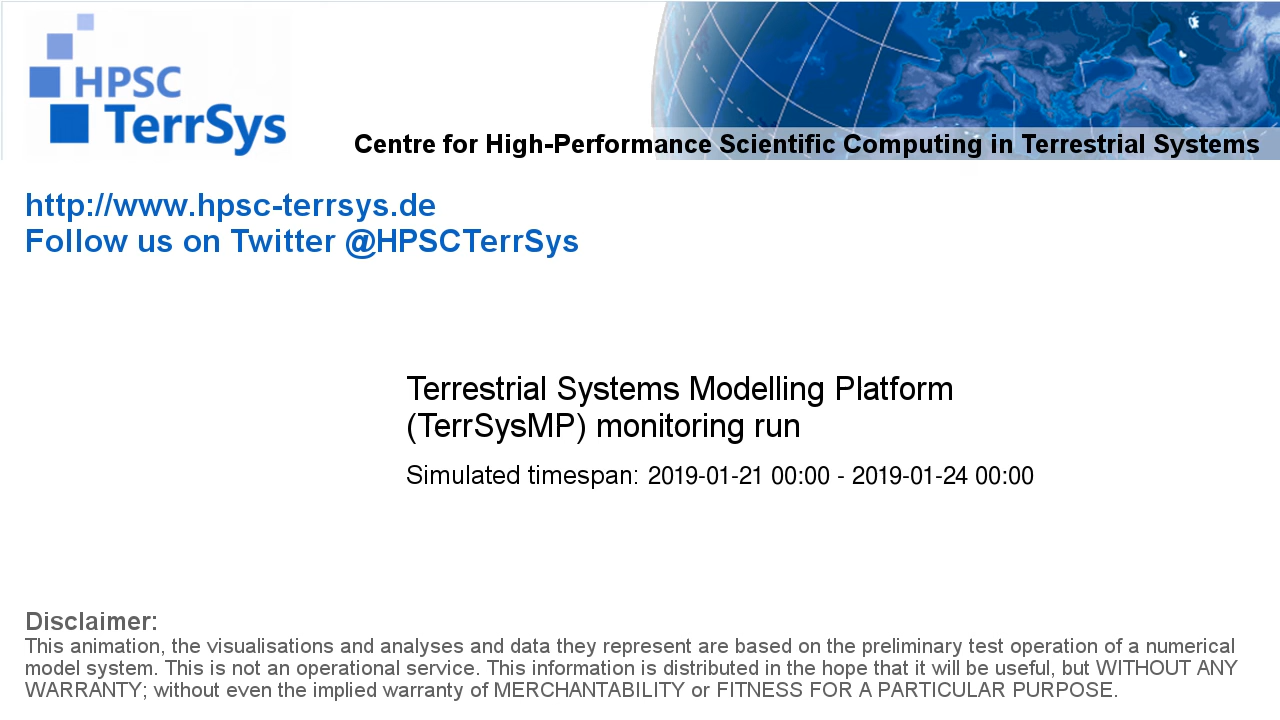 HPSC
TerrSys
Centre for High-Performance Scientific Computing in Terrestrial Systems
http://www.hpsc-terrsys.de
Follow us on Twitter @HPSCTerrSys
Terrestrial Systems Modelling Platform
(TerrSysMP) monitoring run
Simulated timespan: 2019-01-21 00:00 - 2019-01-24 00:00
Disclaimer:
This animation, the visualisations and analyses and data they represent are based on the preliminary test operation of a numerical
model system. This is not an operational service. This information is distributed in the hope that it will be useful, but WITHOUT ANY
WARRANTY; without even the implied warranty of MERCHANTABILITY or FITNESS FOR A PARTICULAR PURPOSE.